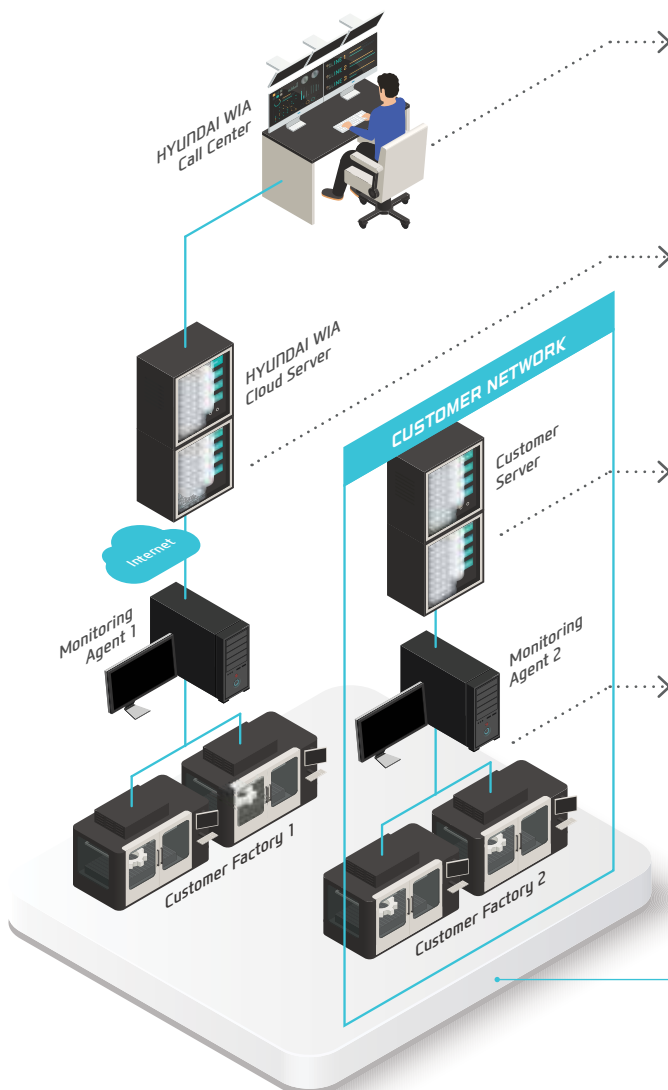 HYUNDAI WIA
Call Center
HYUNDAI WIA
Cloud Server
CUSTOMER NETWORK
Customer
Server
Internet
Monitoring
Agent 1
Monitoring
Agent 2
Customer Factory 1
Customer Factory 2